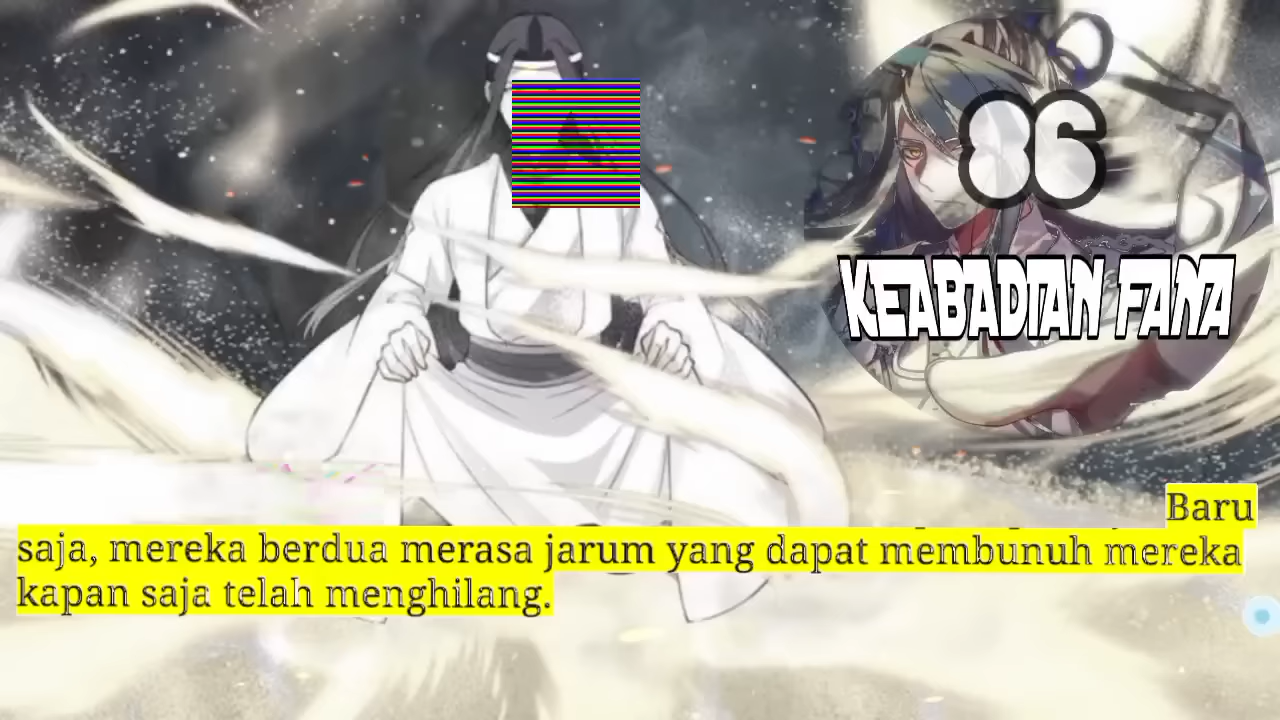 86
KEABADIAN FANA
Baru
saja, mereka berdua merasa jarum yang dapat membunuh mereka
kapan saja telah menghilang.